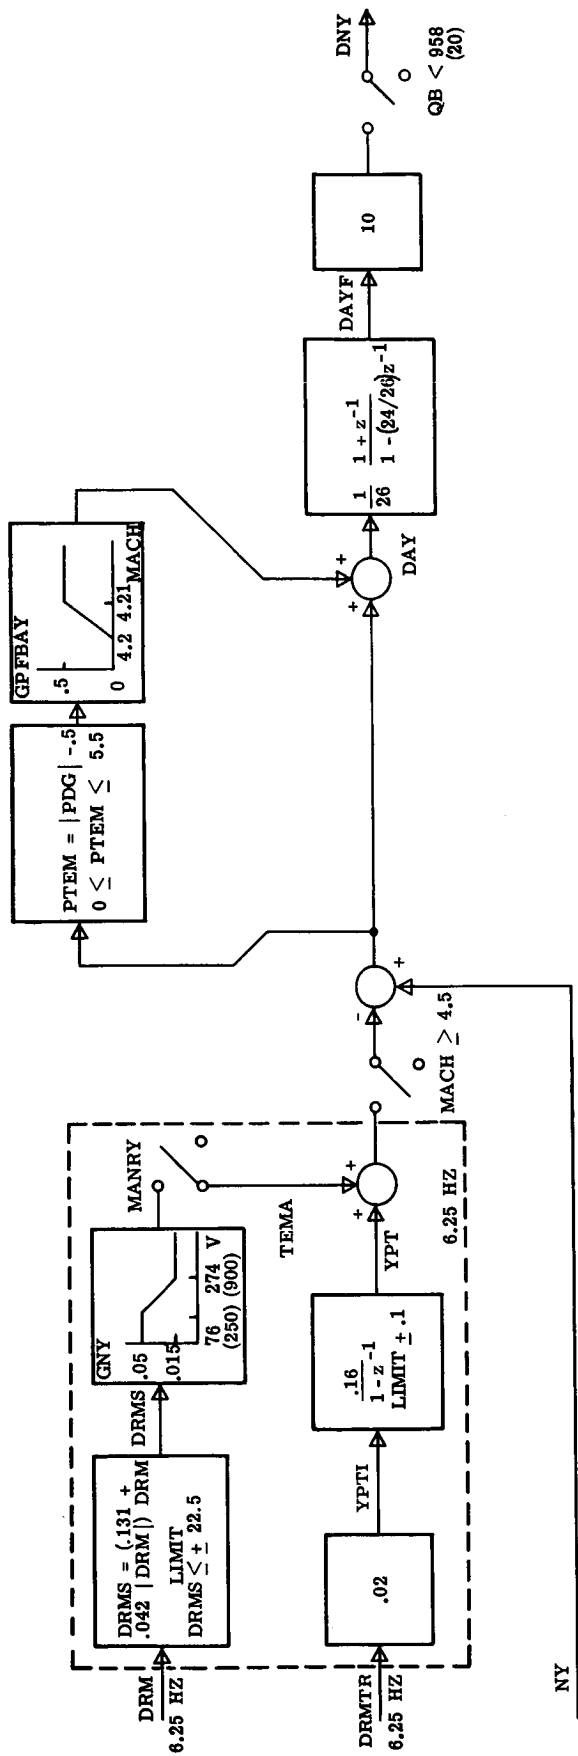 DRM
6.25 HZ
DRMS = (.131 +
.042 |DRM|) DRM
LIMIT
DRMS ≤ ± 22.5
DRMS
GNY
.05
.015
76
(250)
274
(900)
V
MANRY
TEMA
+
+
DRMTR
6.25 HZ
.02
YPTI
.16
1 - z⁻¹
LIMIT ± .1
YPT
6.25 HZ
MACH ≥ 4.5
-
+
NY
PTEM = |PDG| -.5
0 ≤ PTEM ≤ 5.5
GPFBAY
.5
0
4.2 4.21
MACH
+
+
DAY
1
26
1 + z⁻¹
1 - (24/26)z⁻¹
DAYF
10
DNY
QB < 958
(20)